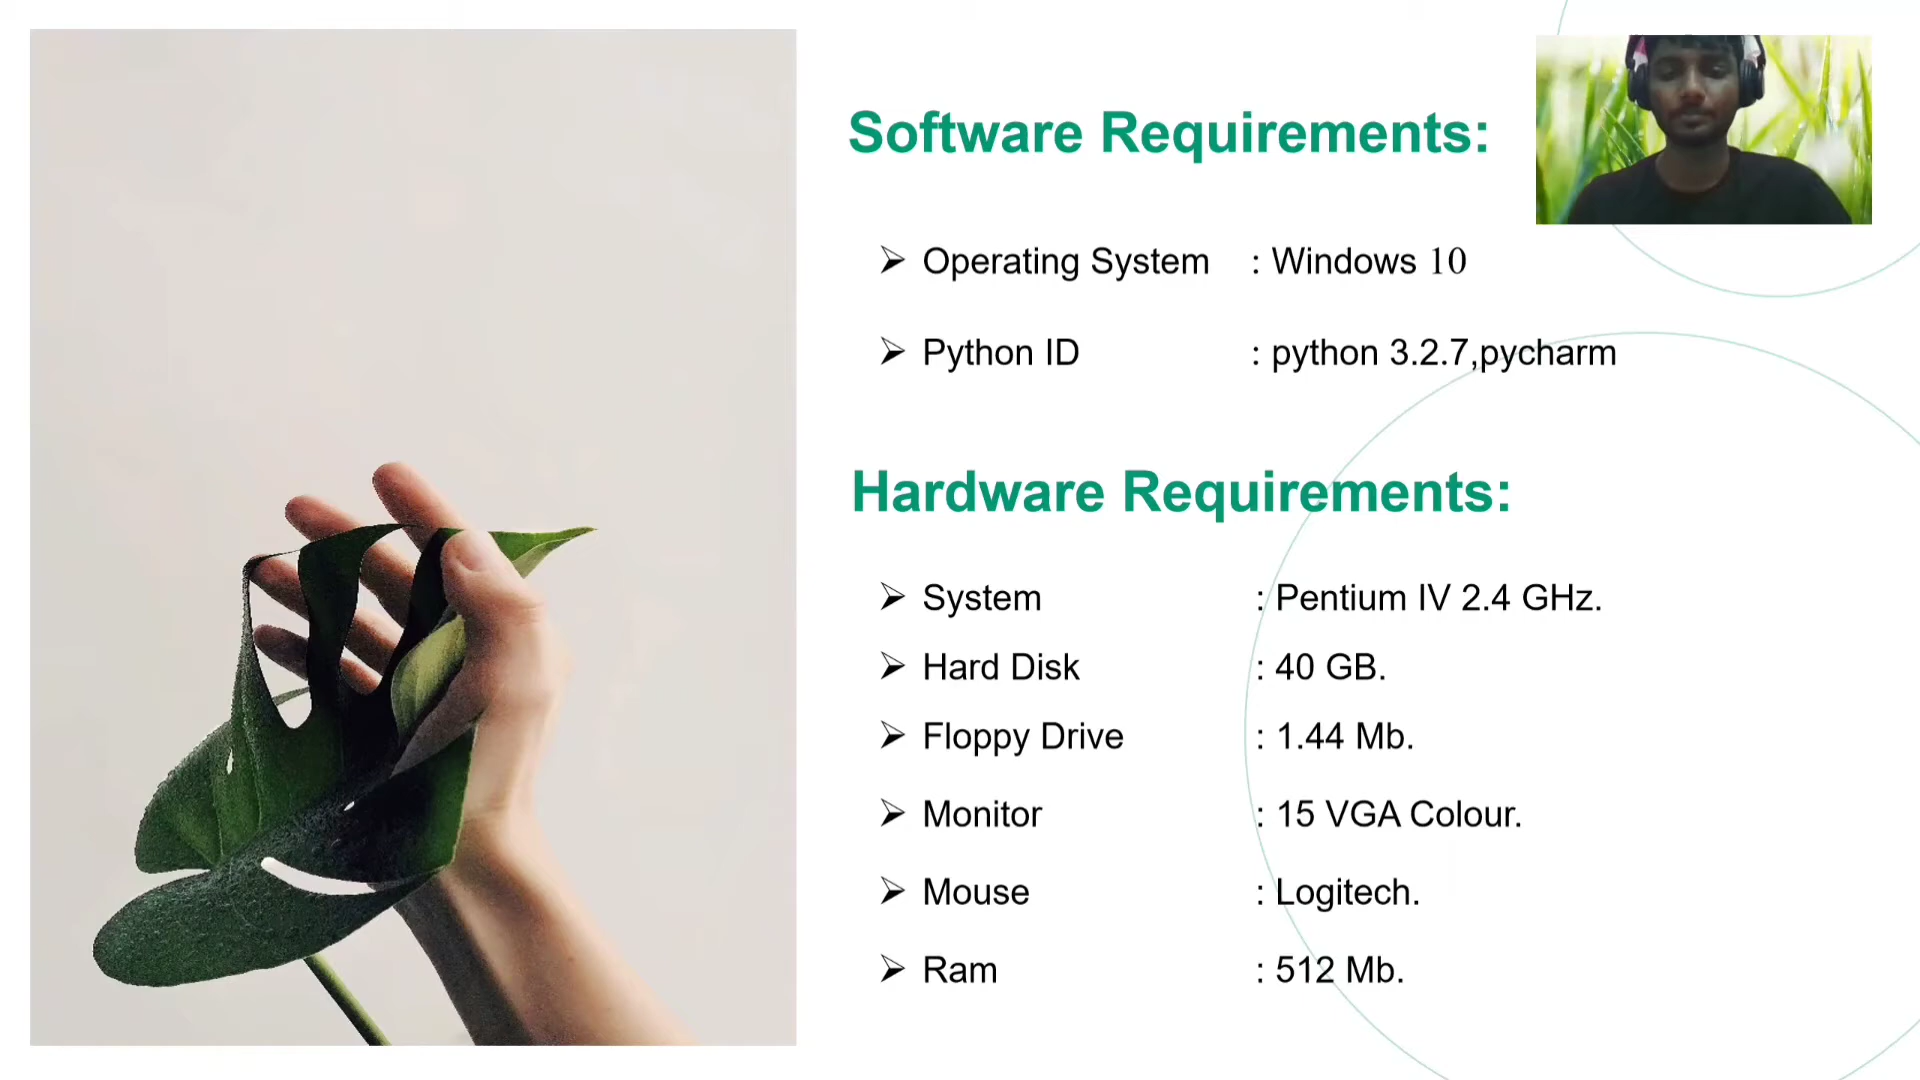 Software Requirements:
Operating System : Windows 10
Python ID : python 3.2.7,pycharm
Hardware Requirements:
System : Pentium IV 2.4 GHz.
Hard Disk : 40 GB.
Floppy Drive : 1.44 Mb.
Monitor : 15 VGA Colour.
Mouse : Logitech.
Ram : 512 Mb.